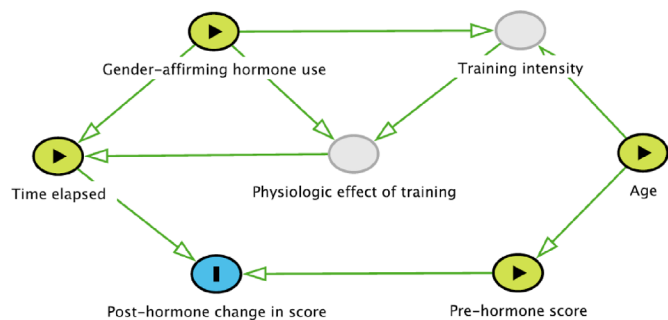 Gender-affirming hormone use
Training intensity
Time elapsed
Physiologic effect of training
Age
Post-hormone change in score
Pre-hormone score